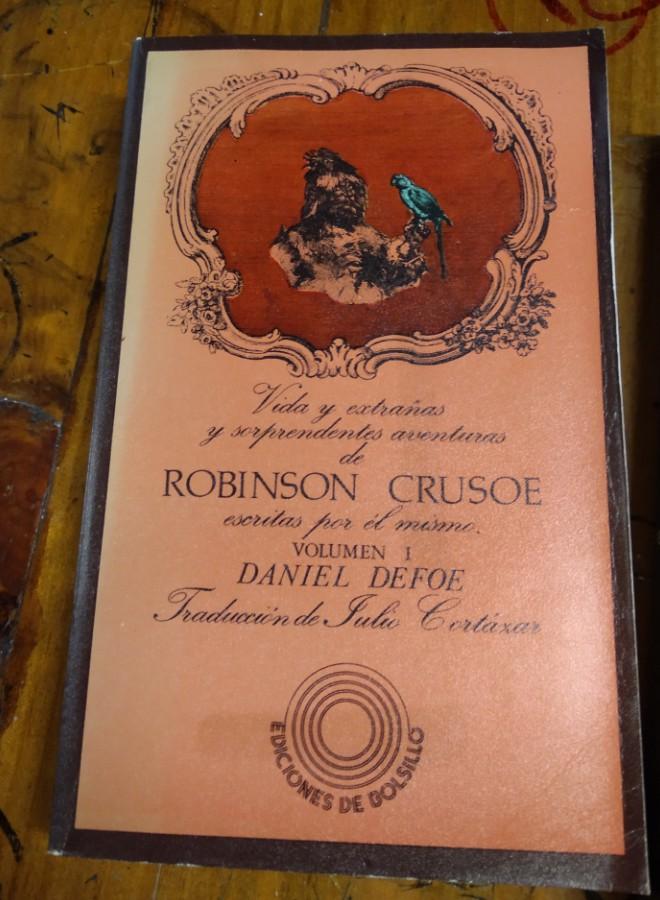 Vida y extrañas
y sorprendentes aventuras
de
ROBINSON CRUSOE
escritas por él mismo.
VOLUMEN I
DANIEL DEFOE
Traducción de Julio Cortázar
EDICIONES DE BOLSILLO